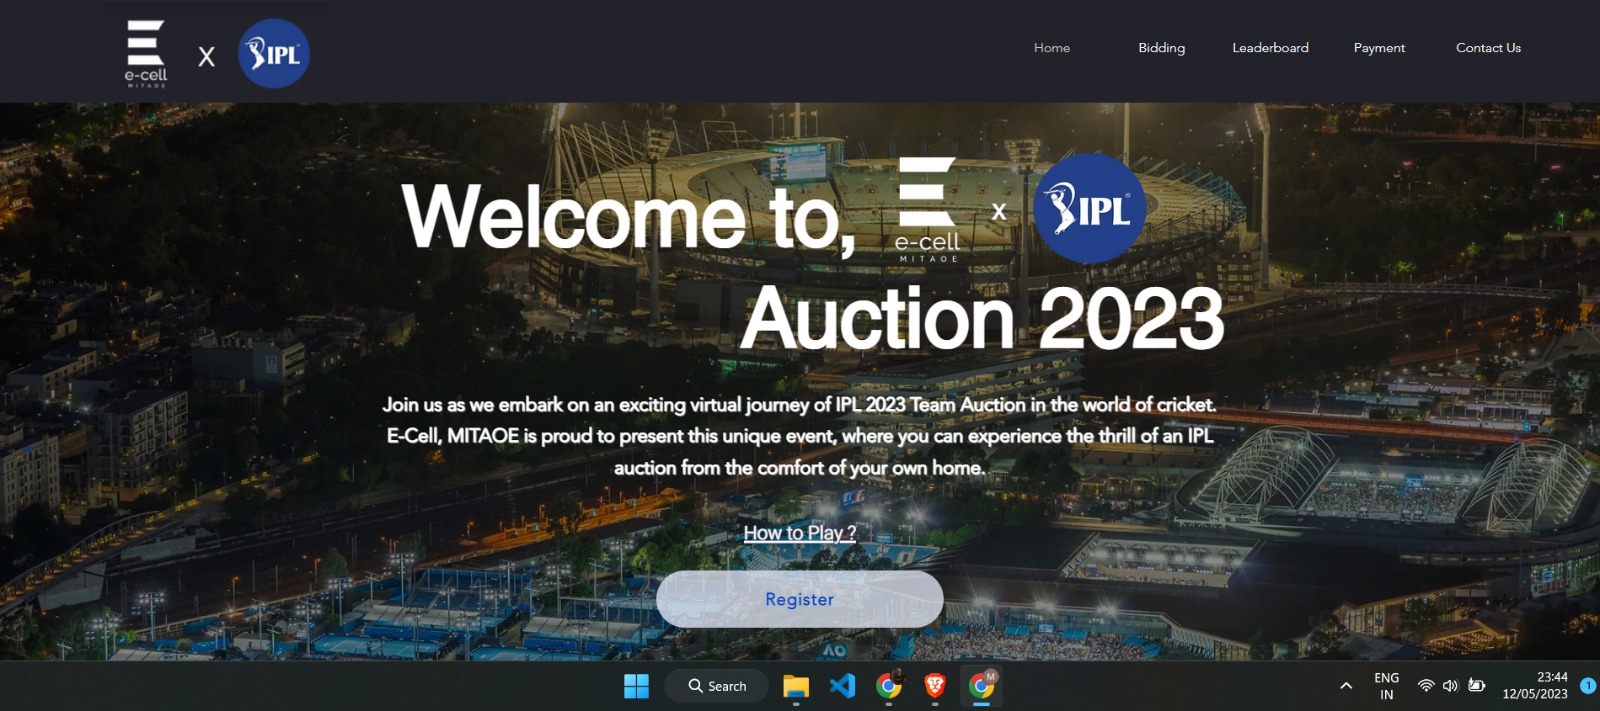 e-cell
MITAOE
X
IPL
Home
Bidding
Leaderboard
Payment
Contact Us
Welcome to,
e-cell
MITAOE
x
IPL
Auction 2023
Join us as we embark on an exciting virtual journey of IPL 2023 Team Auction in the world of cricket.
E-Cell, MITAOE is proud to present this unique event, where you can experience the thrill of an IPL
auction from the comfort of your own home.
How to Play ?
Register
AO
Search
M
ENG
IN
23:44
12/05/2023
1